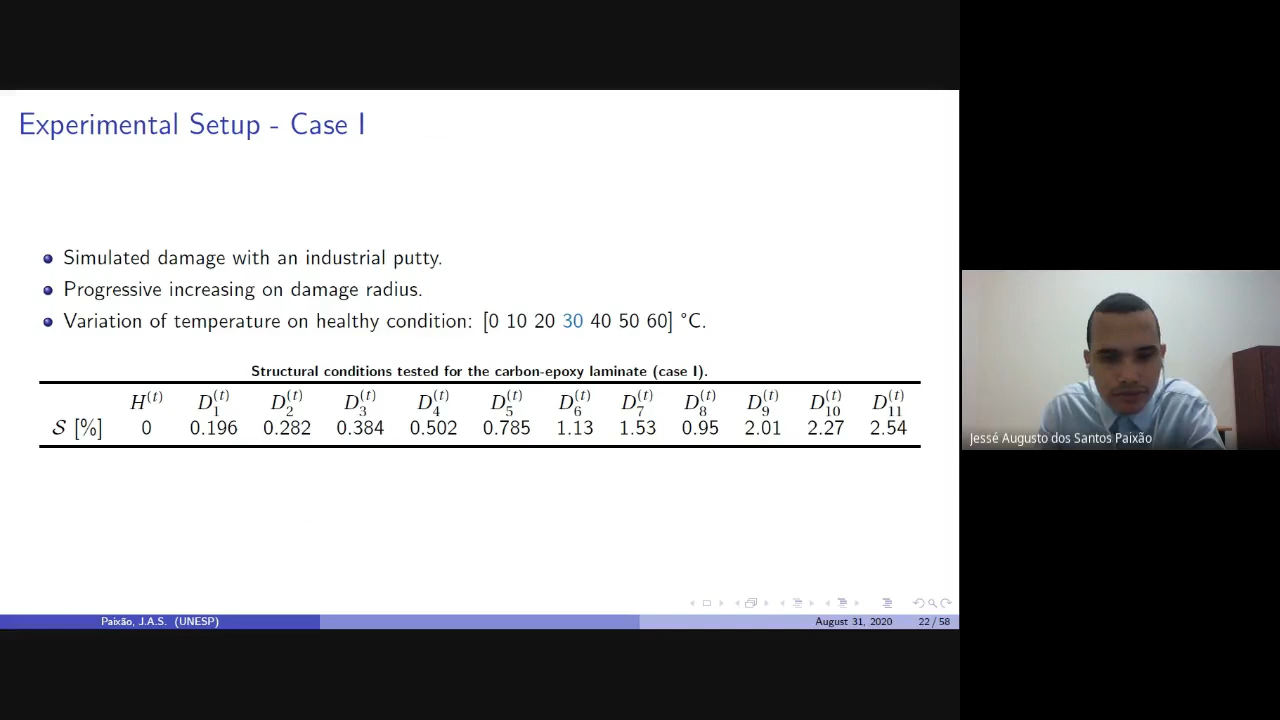 Experimental Setup - Case I
Simulated damage with an industrial putty.
Progressive increasing on damage radius.
Variation of temperature on healthy condition: [0 10 20 30 40 50 60] °C.
Structural conditions tested for the carbon-epoxy laminate (case I).
H^(t) D_1^(t) D_2^(t) D_3^(t) D_4^(t) D_5^(t) D_6^(t) D_7^(t) D_8^(t) D_9^(t) D_10^(t) D_11^(t)
𝒮 [%] 0 0.196 0.282 0.384 0.502 0.785 1.13 1.53 0.95 2.01 2.27 2.54
Jessé Augusto dos Santos Paixão
Paixão, J.A.S. (UNESP) August 31, 2020 22 / 58